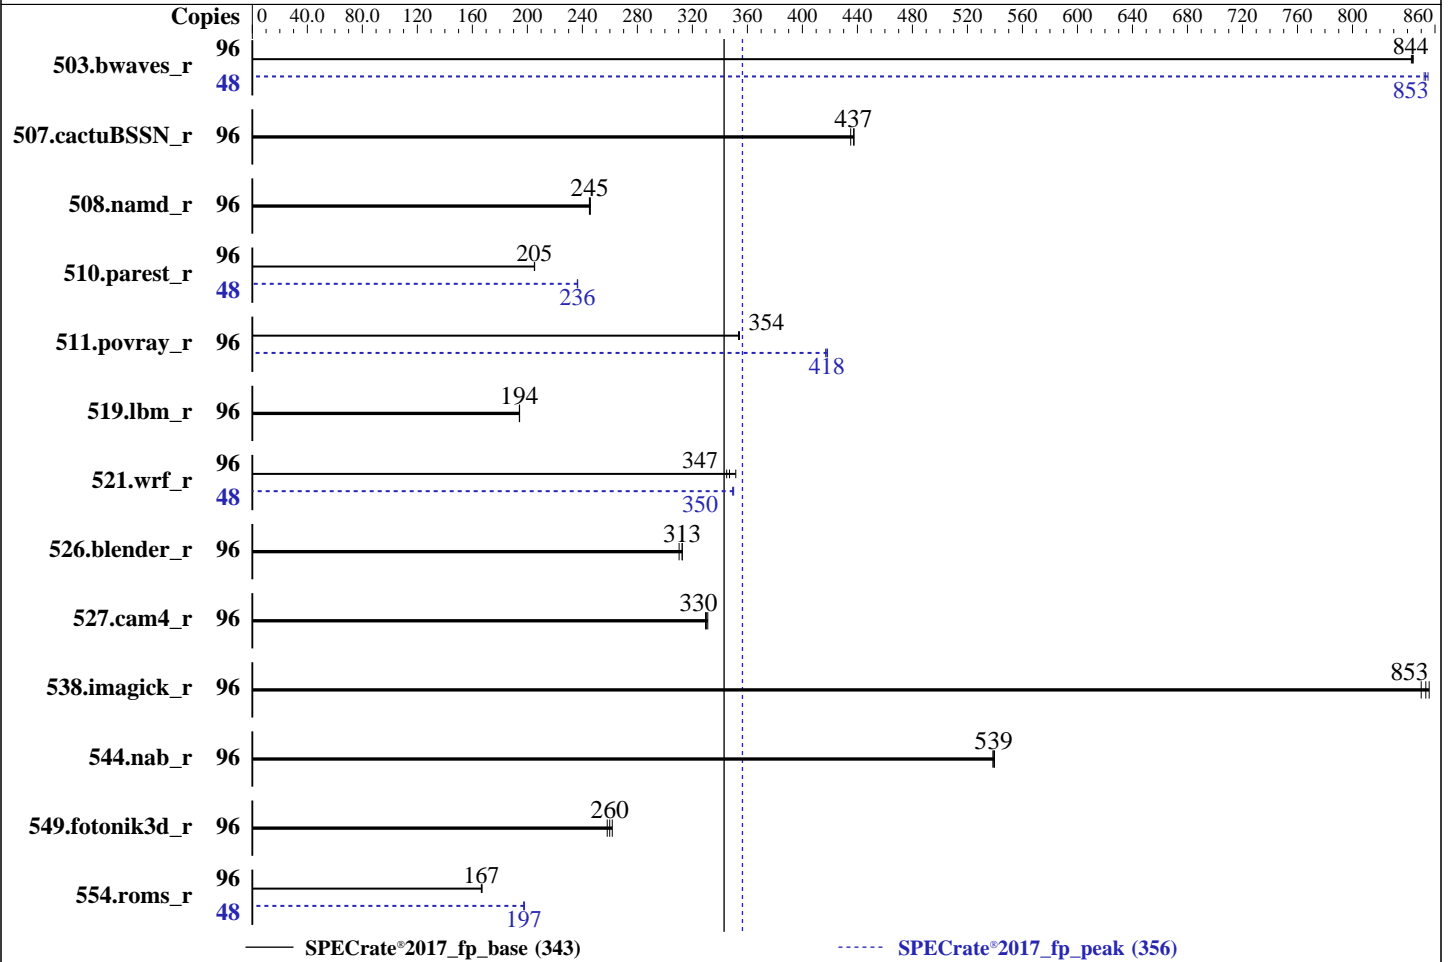 Copies 0 40.0 80.0 120 160 200 240 280 320 360 400 440 480 520 560 600 640 680 720 760 800 860
503.bwaves_r 96 844
48 853
507.cactuBSSN_r 96 437
508.namd_r 96 245
510.parest_r 96 205
48 236
511.povray_r 96 354
418
519.lbm_r 96 194
521.wrf_r 96 347
48 350
526.blender_r 96 313
527.cam4_r 96 330
538.imagick_r 96 853
544.nab_r 96 539
549.fotonik3d_r 96 260
554.roms_r 96 167
48 197
SPECrate®2017_fp_base (343) SPECrate®2017_fp_peak (356)